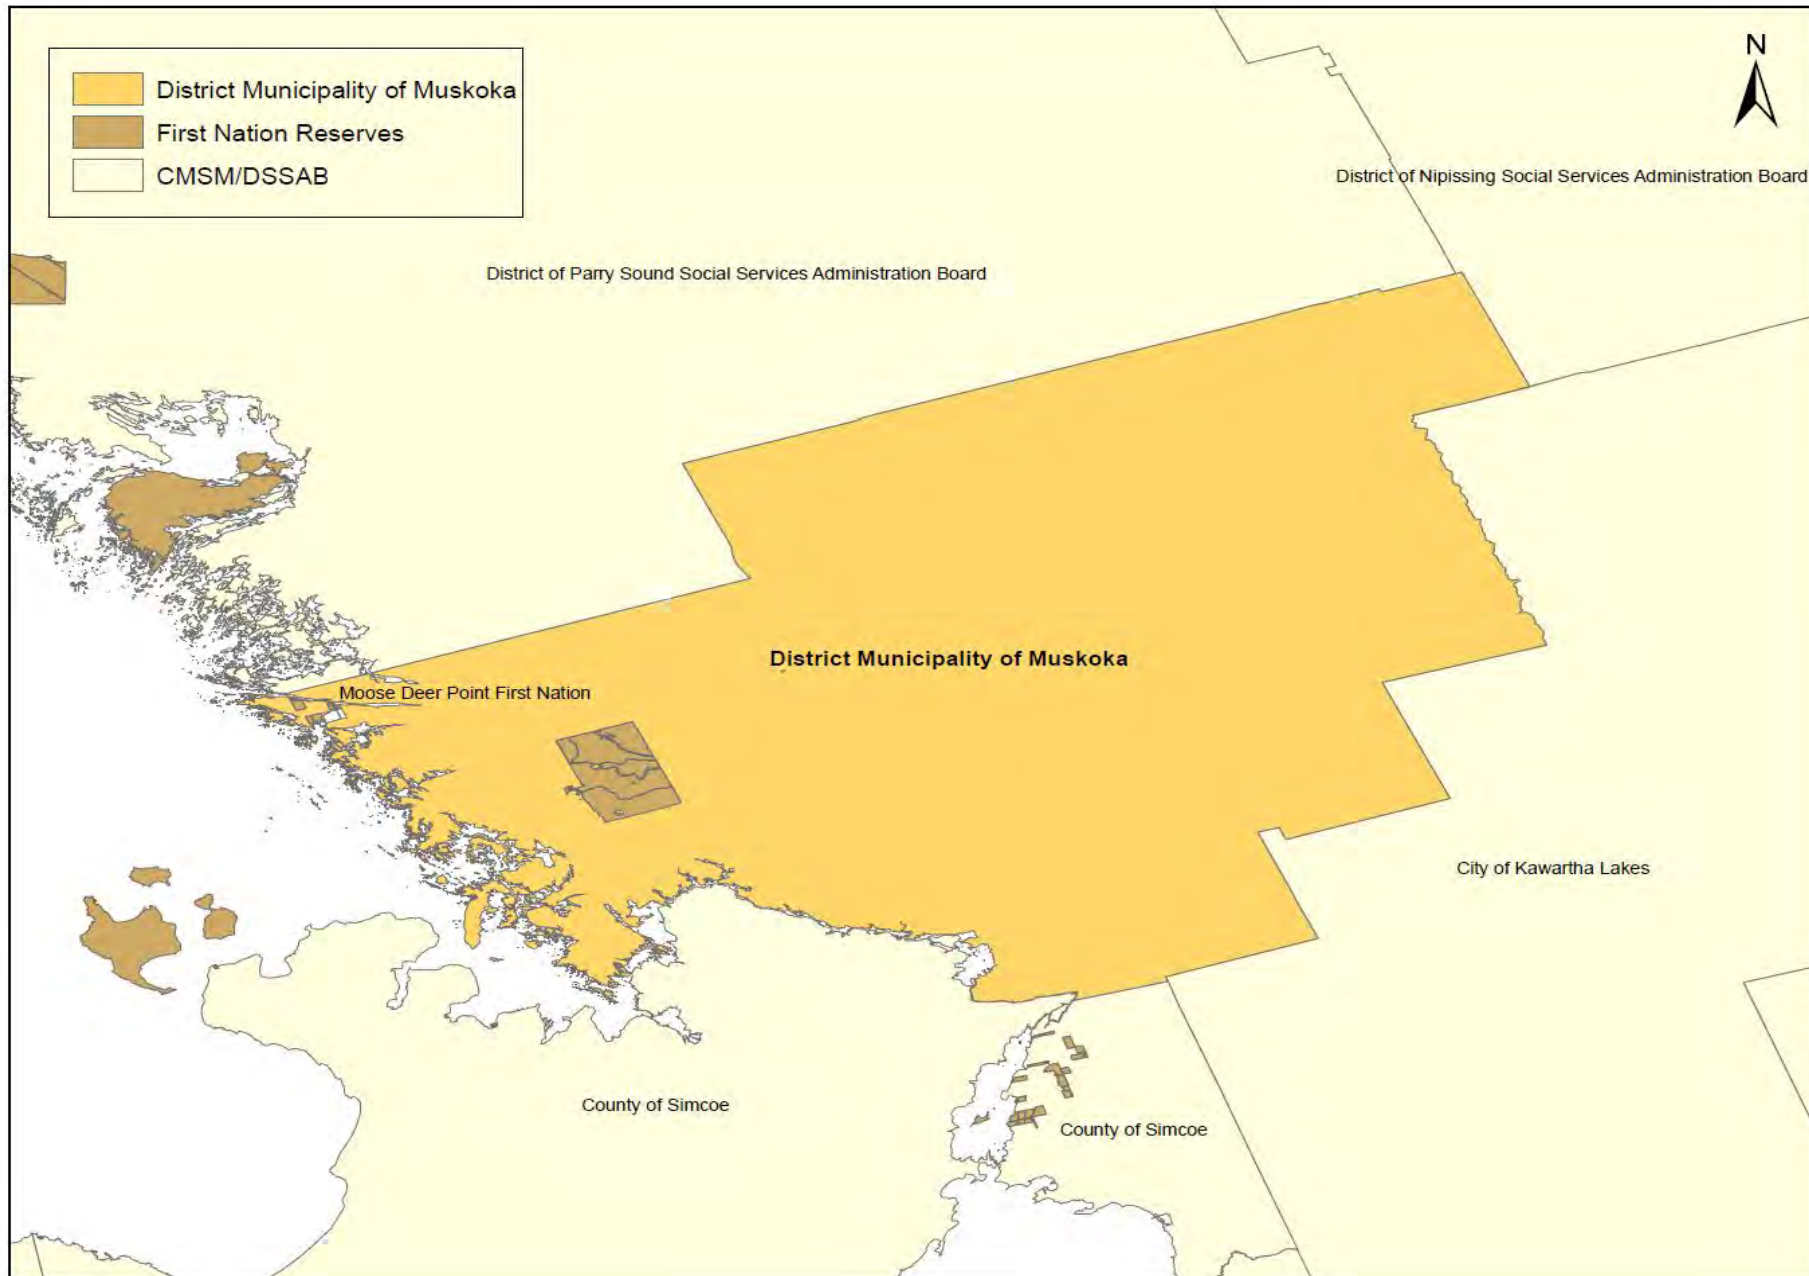 District Municipality of Muskoka
First Nation Reserves
CMSM/DSSAB
N
District of Nipissing Social Services Administration Board
District of Parry Sound Social Services Administration Board
District Municipality of Muskoka
Moose Deer Point First Nation
City of Kawartha Lakes
County of Simcoe
County of Simcoe